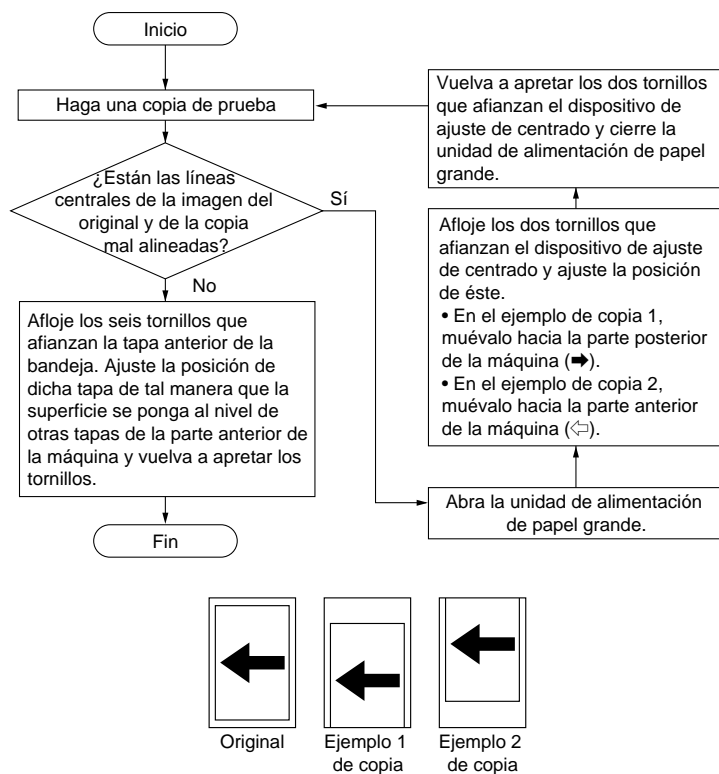 Inicio
Haga una copia de prueba
¿Están las líneas
centrales de la imagen del
original y de la copia
mal alineadas?
Sí
No
Afloje los seis tornillos que
afianzan la tapa anterior de la
bandeja. Ajuste la posición de
dicha tapa de tal manera que la
superficie se ponga al nivel de
otras tapas de la parte anterior de
la máquina y vuelva a apretar los
tornillos.
Fin
Vuelva a apretar los dos tornillos
que afianzan el dispositivo de
ajuste de centrado y cierre la
unidad de alimentación de papel
grande.
Afloje los dos tornillos que
afianzan el dispositivo de ajuste
de centrado y ajuste la posición
de éste.
• En el ejemplo de copia 1,
muévalo hacia la parte posterior
de la máquina (➡).
• En el ejemplo de copia 2,
muévalo hacia la parte anterior
de la máquina (⇦).
Abra la unidad de alimentación
de papel grande.
Original
Ejemplo 1
de copia
Ejemplo 2
de copia